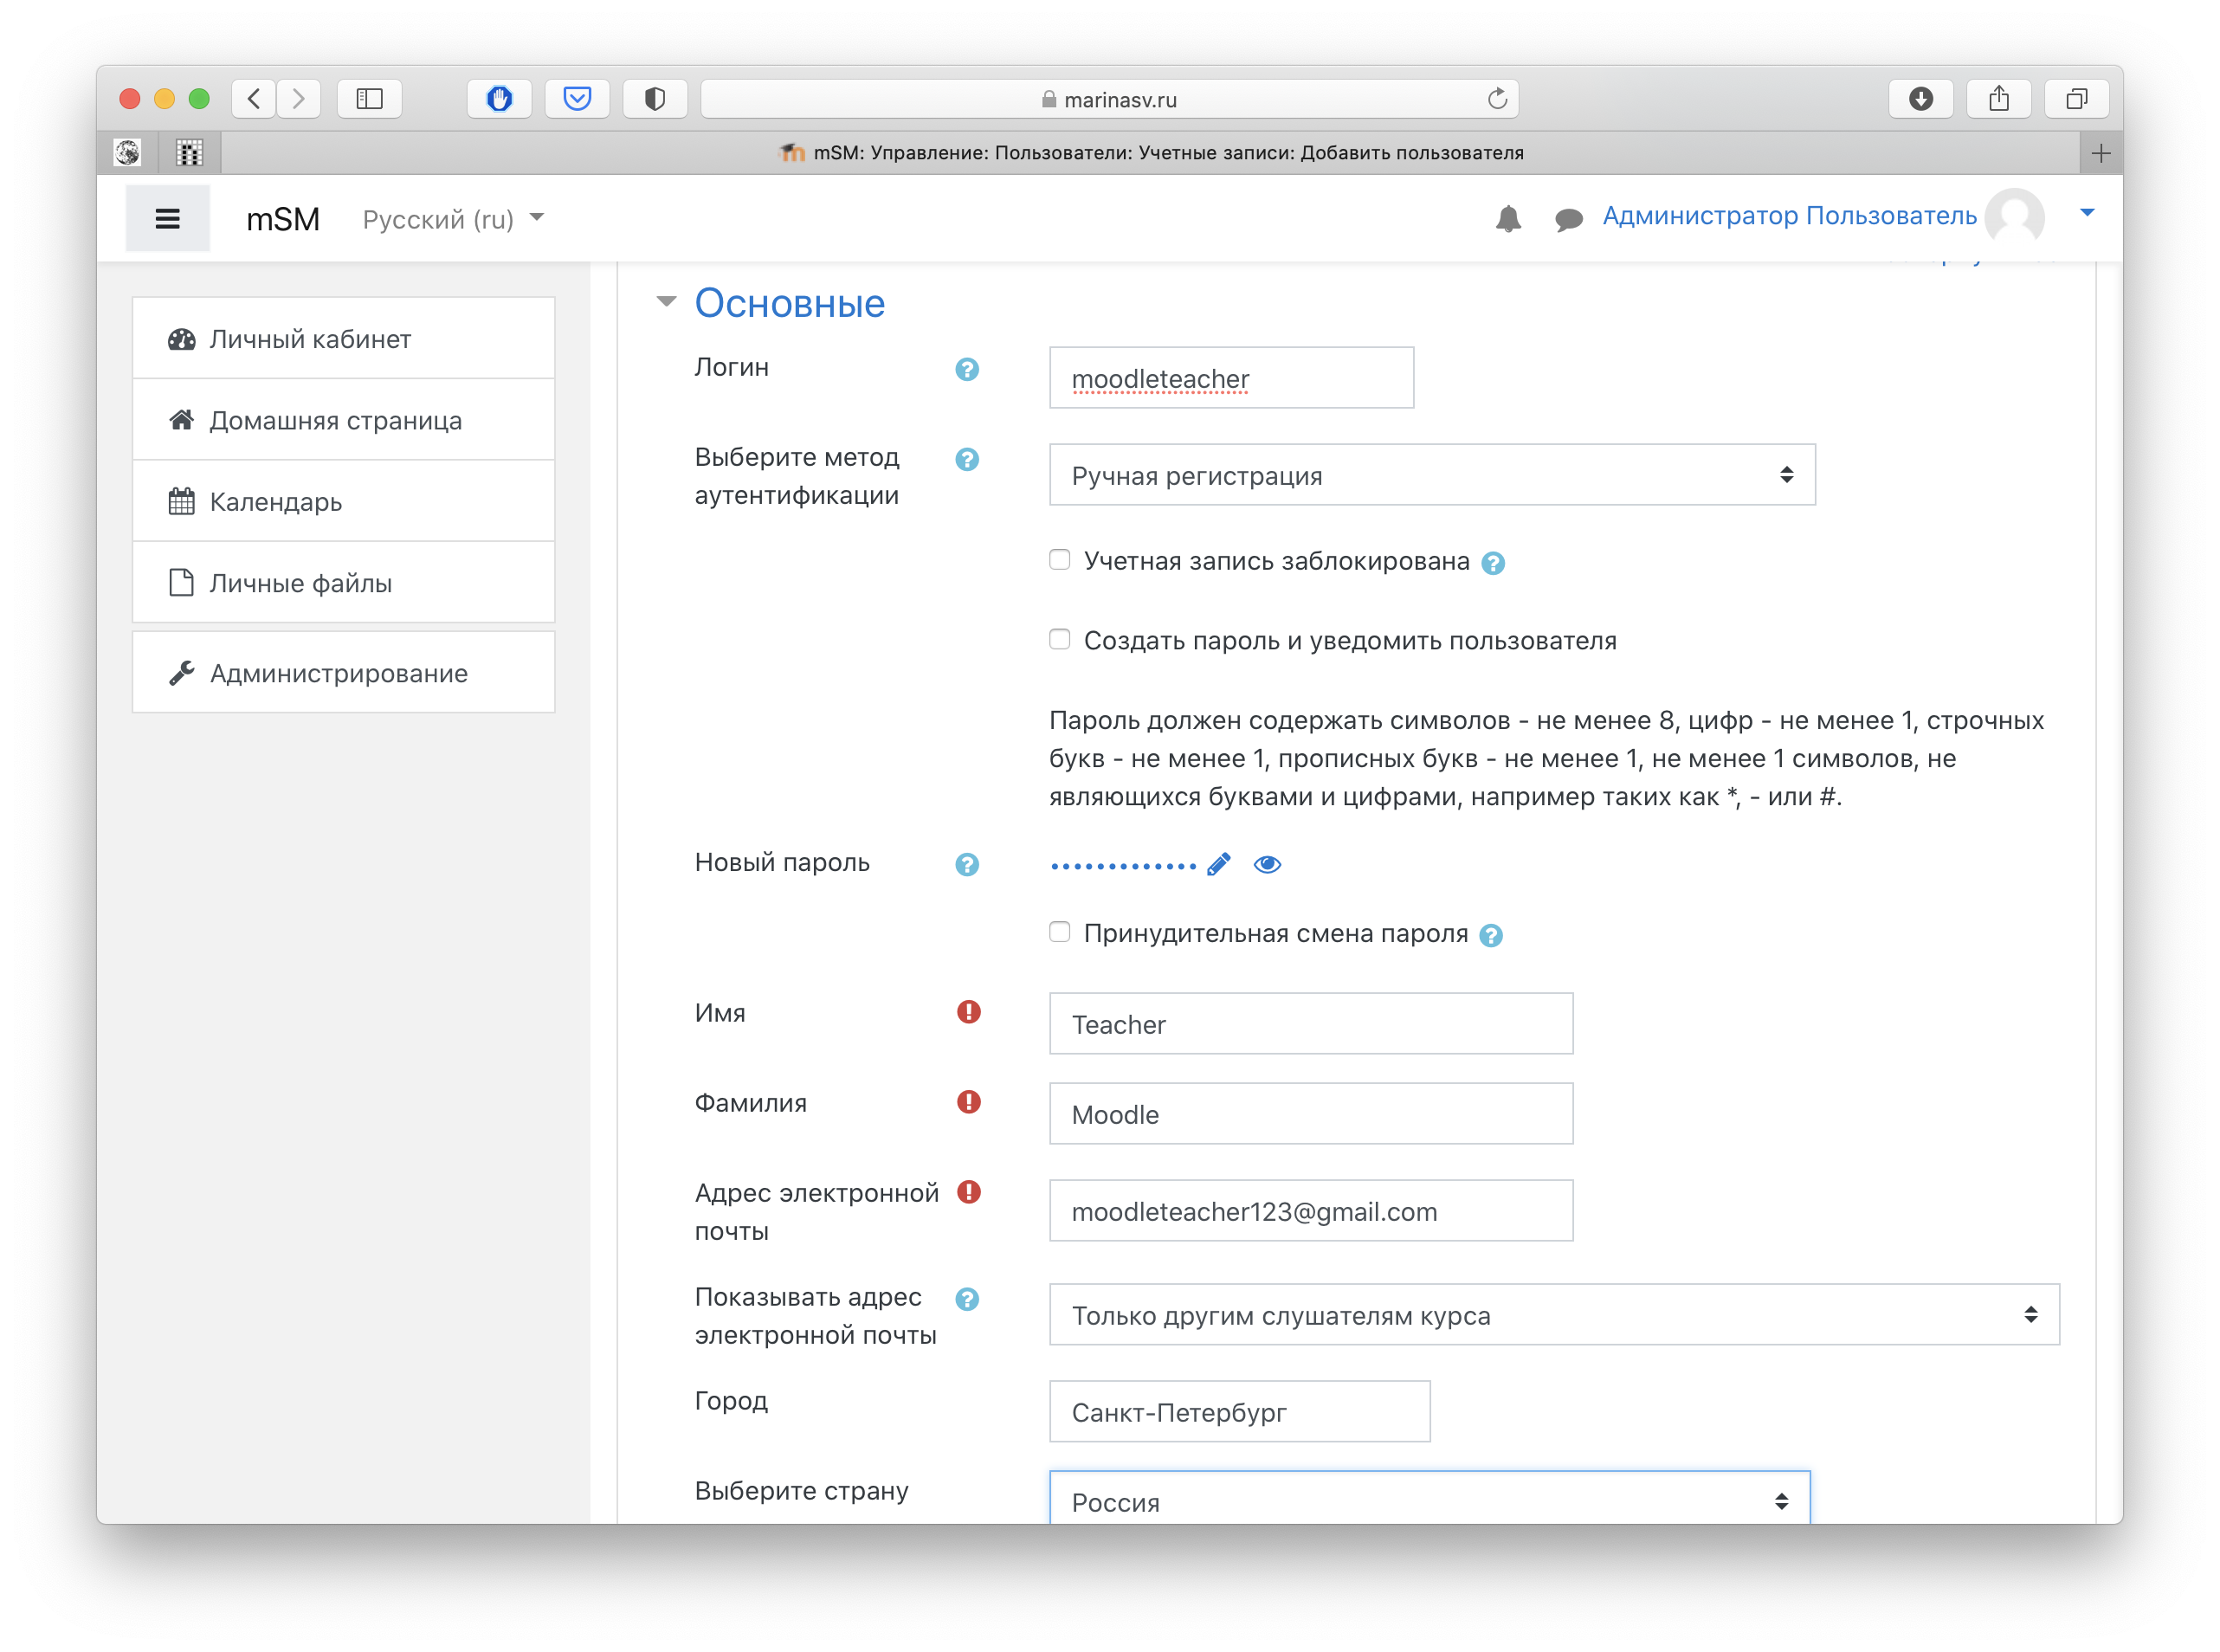 marinasv.ru
mSM: Управление: Пользователи: Учетные записи: Добавить пользователя
mSM Русский (ru) Администратор Пользователь
Личный кабинет
Домашняя страница
Календарь
Личные файлы
Администрирование
Основные
Логин
moodleteacher
Выберите метод
аутентификации
Ручная регистрация
Учетная запись заблокирована
Создать пароль и уведомить пользователя
Пароль должен содержать символов - не менее 8, цифр - не менее 1, строчных
букв - не менее 1, прописных букв - не менее 1, не менее 1 символов, не
являющихся буквами и цифрами, например таких как *, - или #.
Новый пароль
Принудительная смена пароля
Имя
Teacher
Фамилия
Moodle
Адрес электронной
почты
moodleteacher123@gmail.com
Показывать адрес
электронной почты
Только другим слушателям курса
Город
Санкт-Петербург
Выберите страну
Россия